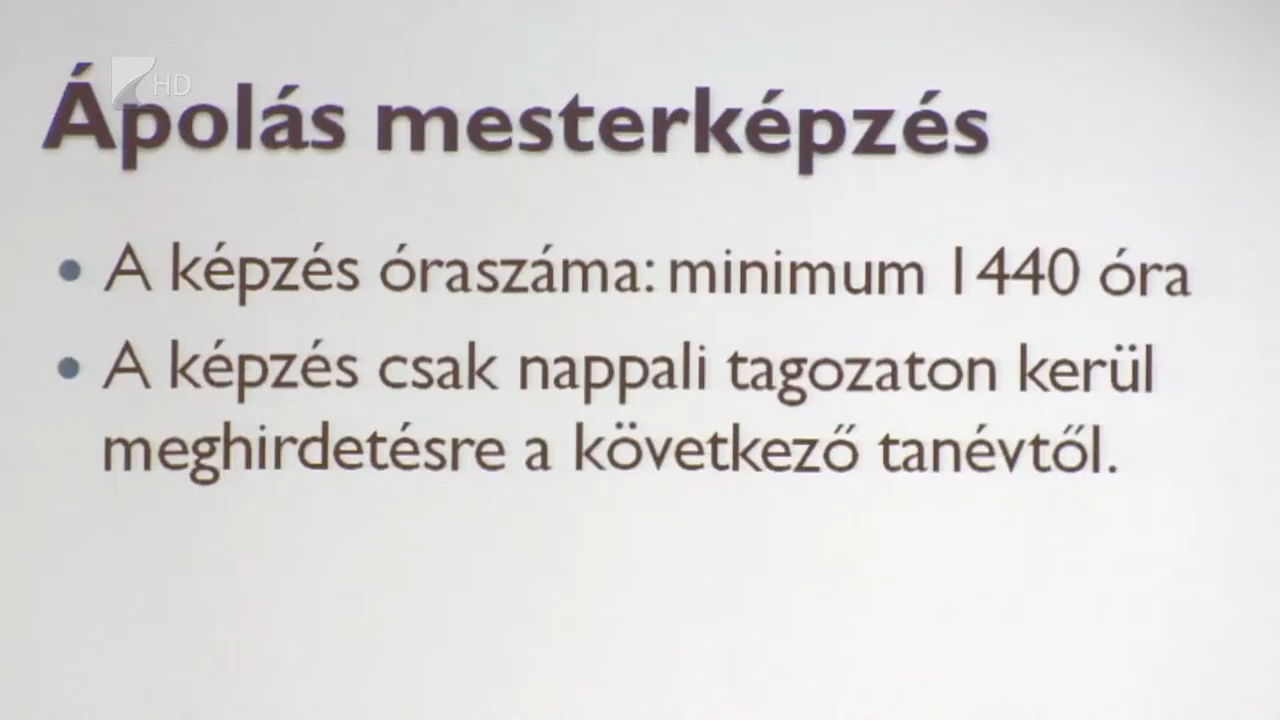 HD
Ápolás mesterképzés
• A képzés óraszáma: minimum 1440 óra
• A képzés csak nappali tagozaton kerül
meghirdetésre a következő tanévtől.